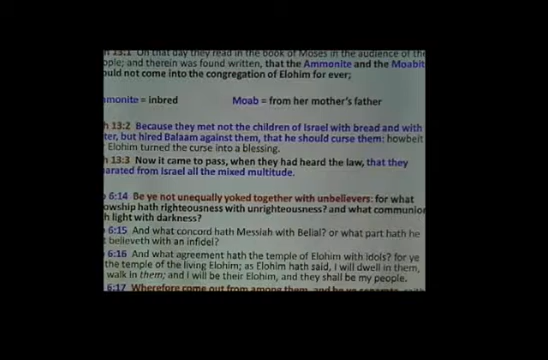 13:1 On that day they read in the book of Moses in the audience of the
ople; and therein was found written, that the Ammonite and the Moabit
ould not come into the congregation of Elohim for ever;
mmonite = inbred Moab = from her mother's father
h 13:2 Because they met not the children of Israel with bread and with
ter, but hired Balaam against them, that he should curse them: howbeit
r Elohim turned the curse into a blessing.
h 13:3 Now it came to pass, when they had heard the law, that they
parated from Israel all the mixed multitude.
6:14 Be ye not unequally yoked together with unbelievers: for what
owship hath righteousness with unrighteousness? and what communion
h light with darkness?
6:15 And what concord hath Messiah with Belial? or what part hath he
t believeth with an infidel?
6:16 And what agreement hath the temple of Elohim with idols? for ye
the temple of the living Elohim; as Elohim hath said, I will dwell in them,
walk in them; and I will be their Elohim, and they shall be my people.
6:17 Wherefore come out from among them, and be ye separate,